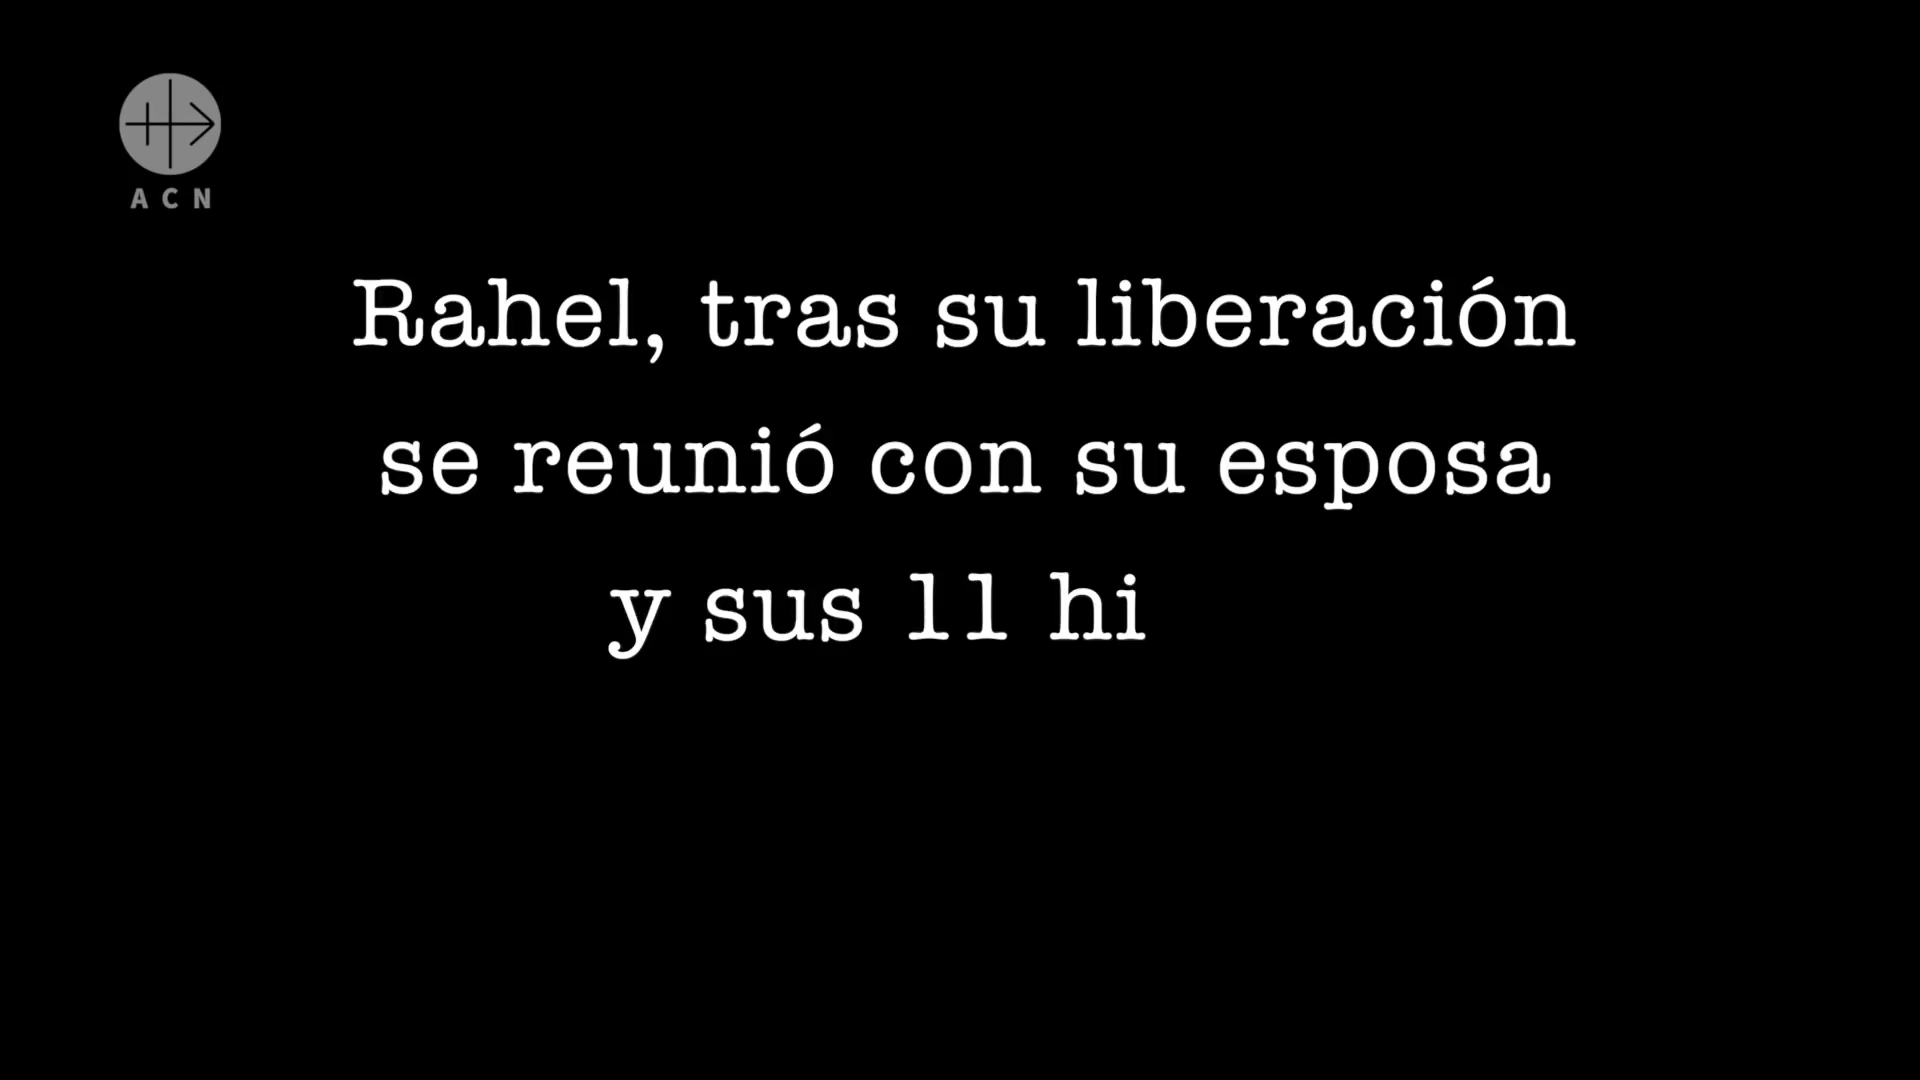 ACN
Rahel, tras su liberación
se reunió con su esposa
y sus 11 hi